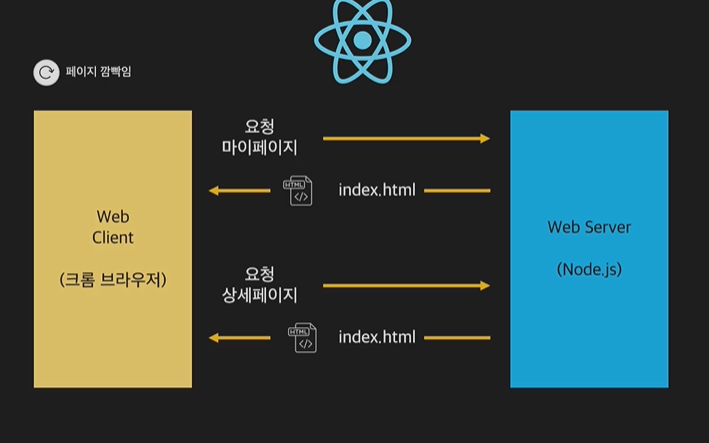 페이지 깜빡임
요청
마이페이지
HTML
</>
index.html
Web
Client
(크롬 브라우저)
Web Server
(Node.js)
요청
상세페이지
HTML
</>
index.html